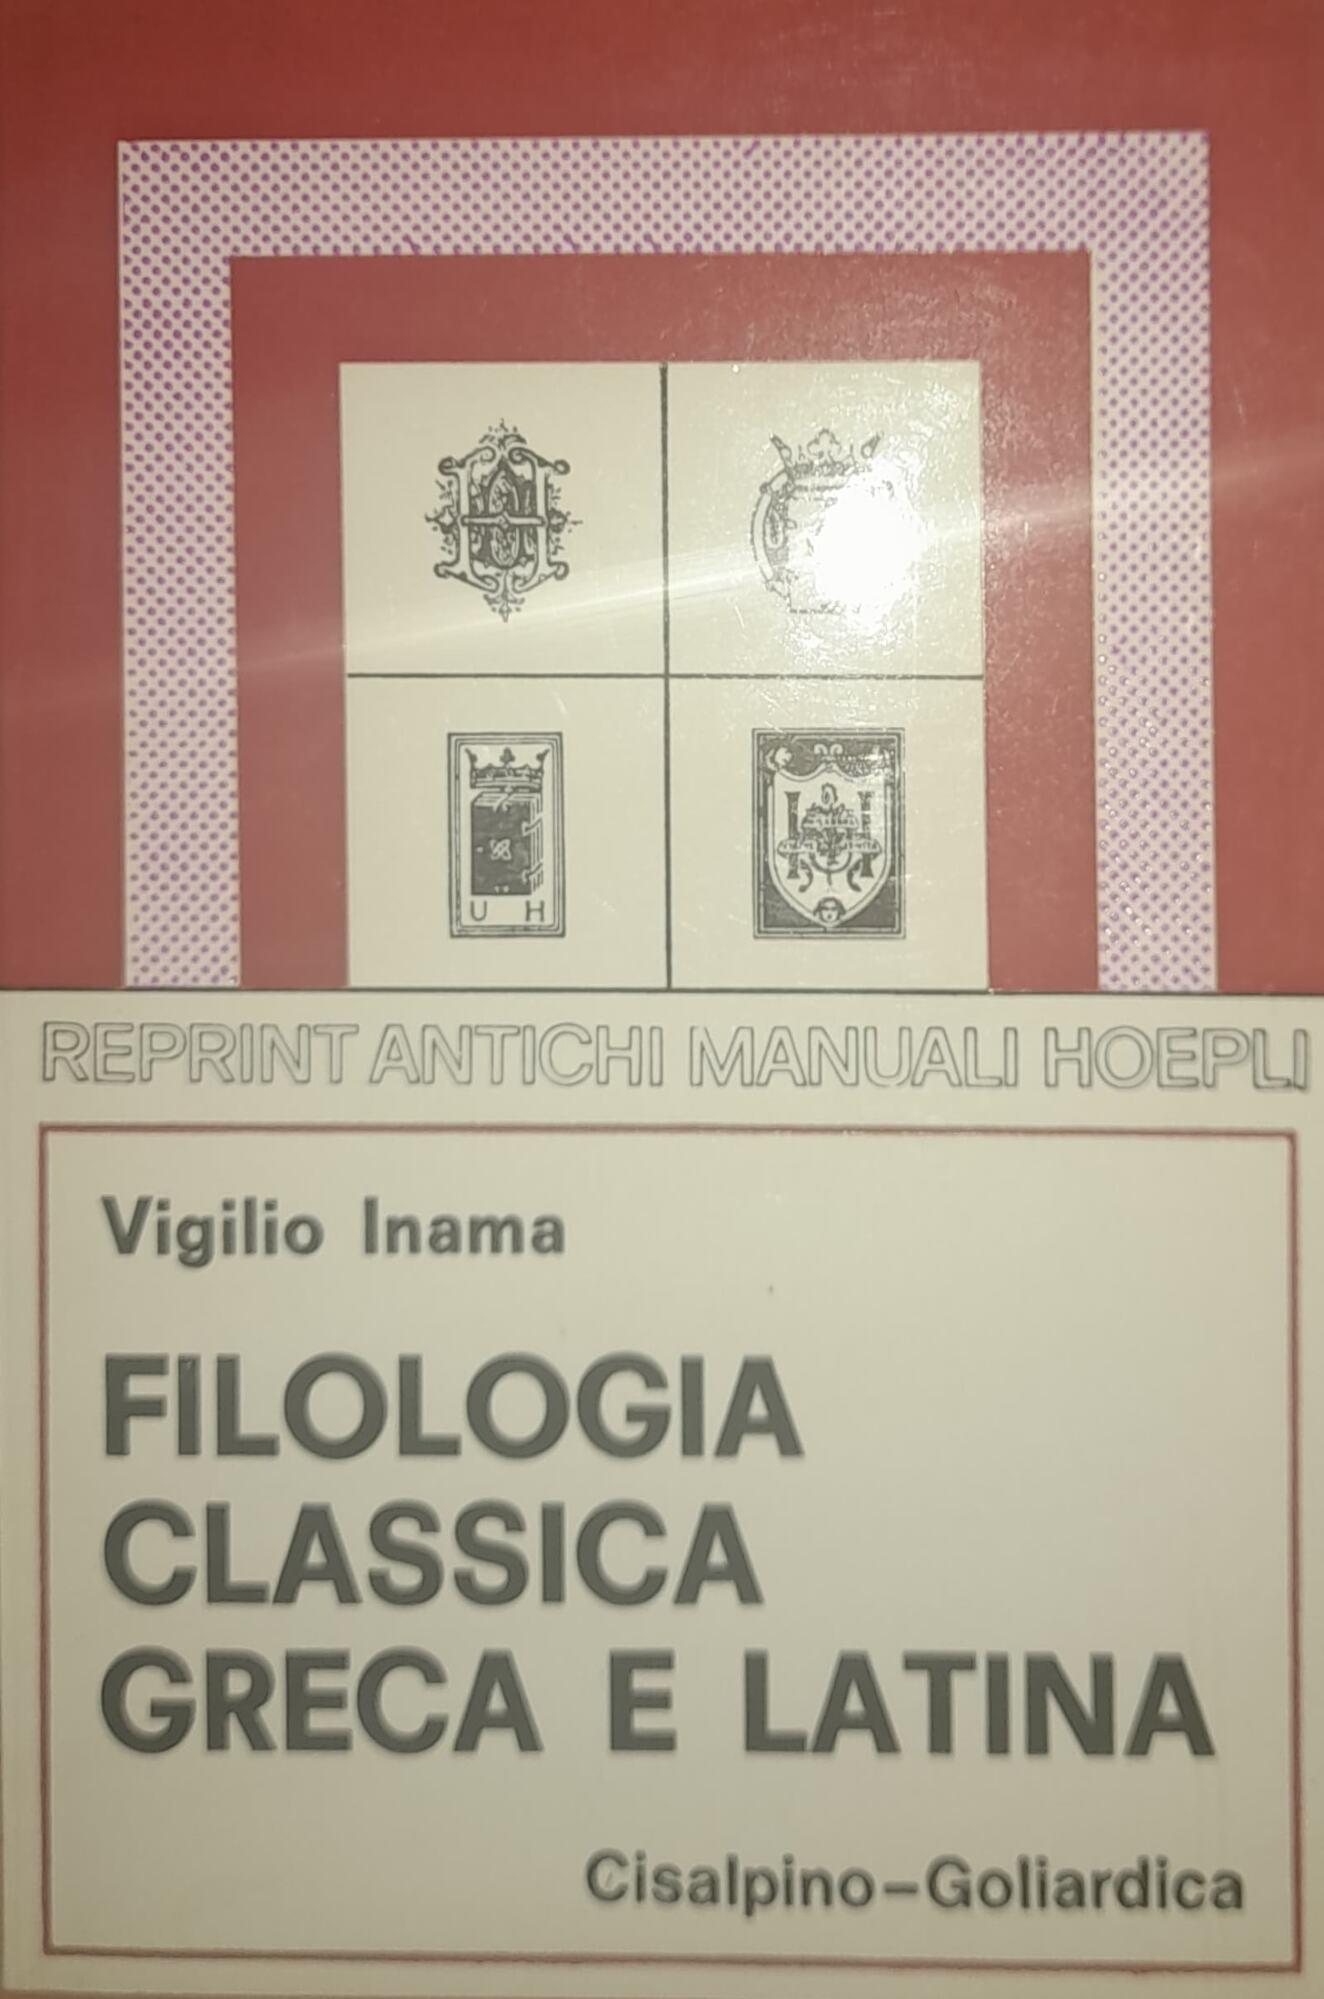 U H
REPRINT ANTICHI MANUALI HOEPLI
Vigilio Inama
FILOLOGIA
CLASSICA
GRECA E LATINA
Cisalpino-Goliardica